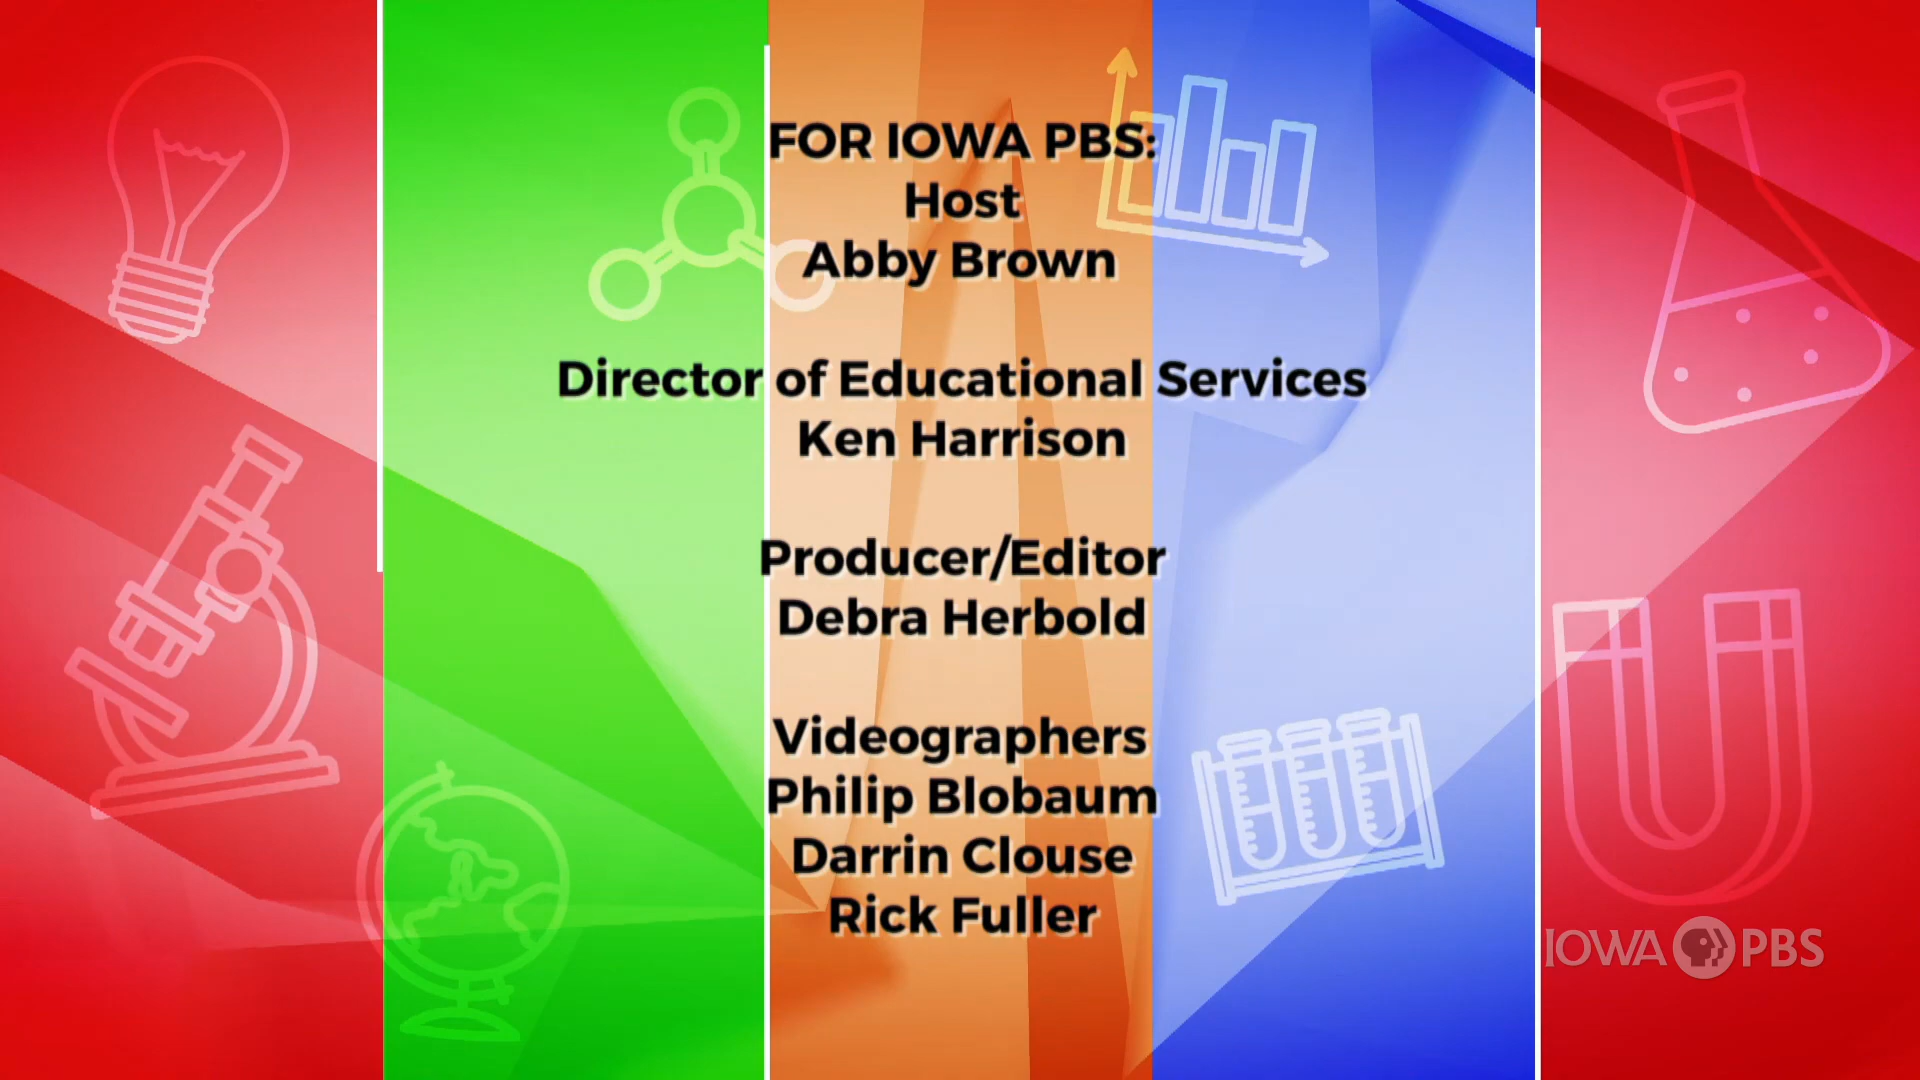 FOR IOWA PBS:
Host
Abby Brown
Director of Educational Services
Ken Harrison
Producer/Editor
Debra Herbold
Videographers
Philip Blobaum
Darrin Clouse
Rick Fuller
IOWA PBS